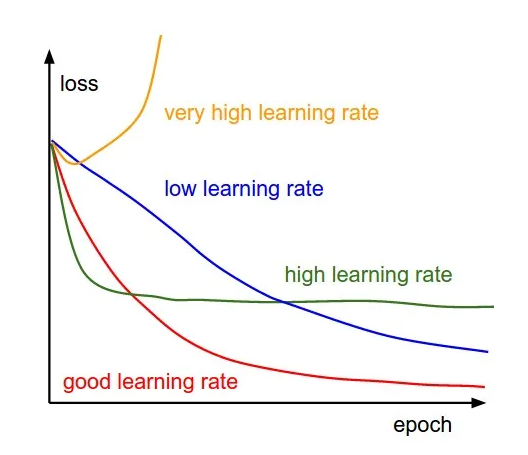 loss
very high learning rate
low learning rate
high learning rate
good learning rate
epoch